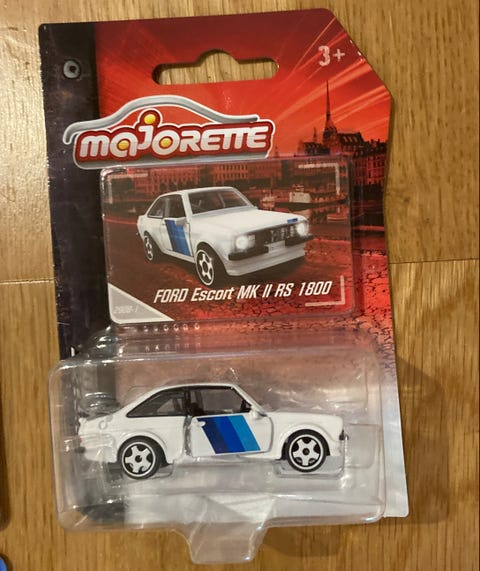 3+
majorette
FORD Escort MK II RS 1800